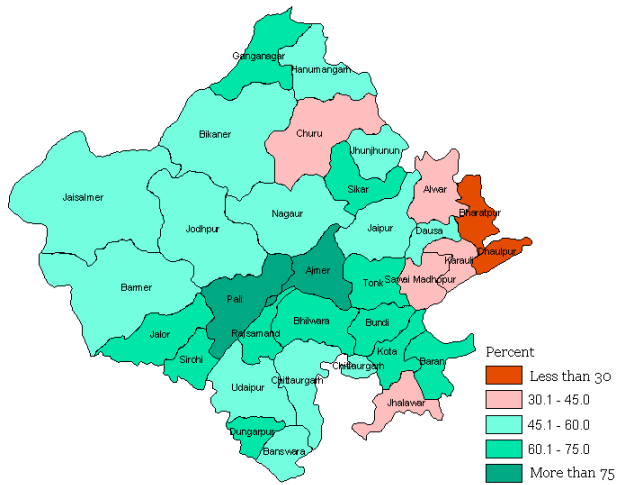 Ganganagar
Hanumangarh
Bikaner
Churu
Jhunjhunun
Sikar
Alwar
Jaisalmer
Bharatpur
Nagaur
Jodhpur
Jaipur
Dausa
Dhaulpur
Karauli
Ajmer
Tonk
Sawai Madhopur
Barmer
Pali
Bhilwara
Bundi
Jalor
Rajsamand
Kota
Sirohi
Baran
Chittaurgarh
Udaipur
Chittaurgarh
Jhalawar
Dungarpur
Banswara
Percent
Less than 30
30.1 - 45.0
45.1 - 60.0
60.1 - 75.0
More than 75